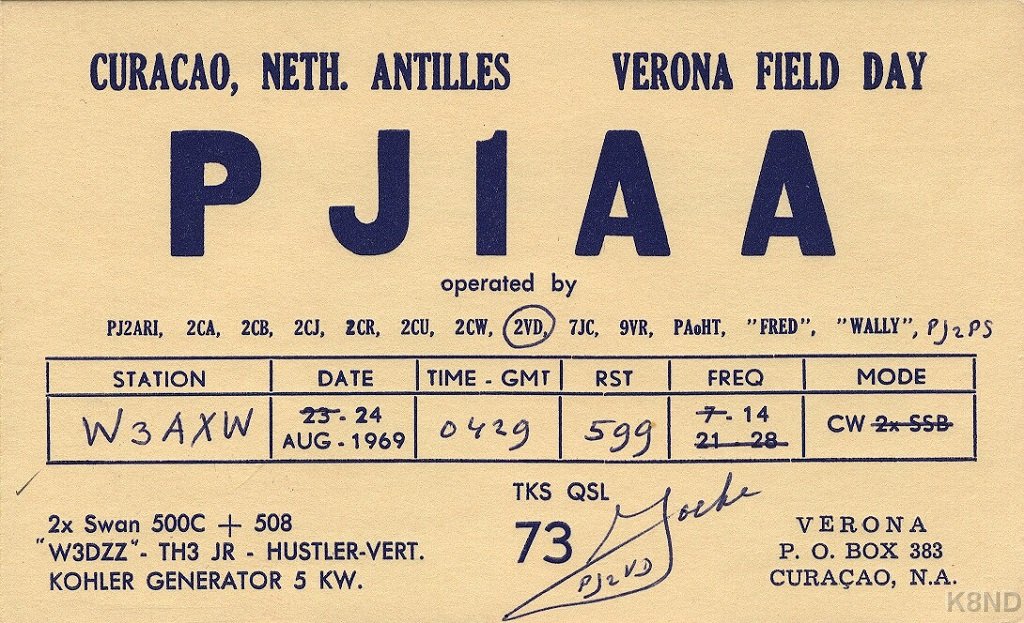 CURACAO, NETH. ANTILLES VERONA FIELD DAY
PJ1AA
operated by
PJ2ARI, 2CA, 2CB, 2CJ, 2CR, 2CU, 2CW, 2VD, 7JC, 9VR, PAoHT, "FRED", "WALLY", PJ2PS
STATION DATE TIME - GMT RST FREQ MODE
W3AXW 23 - 24 AUG - 1969 0429 599 7 - 14 21 - 28 CW 2x SSB
TKS QSL
73
PJ2VD
2x Swan 500C + 508
"W3DZZ" - TH3 JR - HUSTLER-VERT.
KOHLER GENERATOR 5 KW.
VERONA
P. O. BOX 383
CURAÇAO, N.A.
K8ND